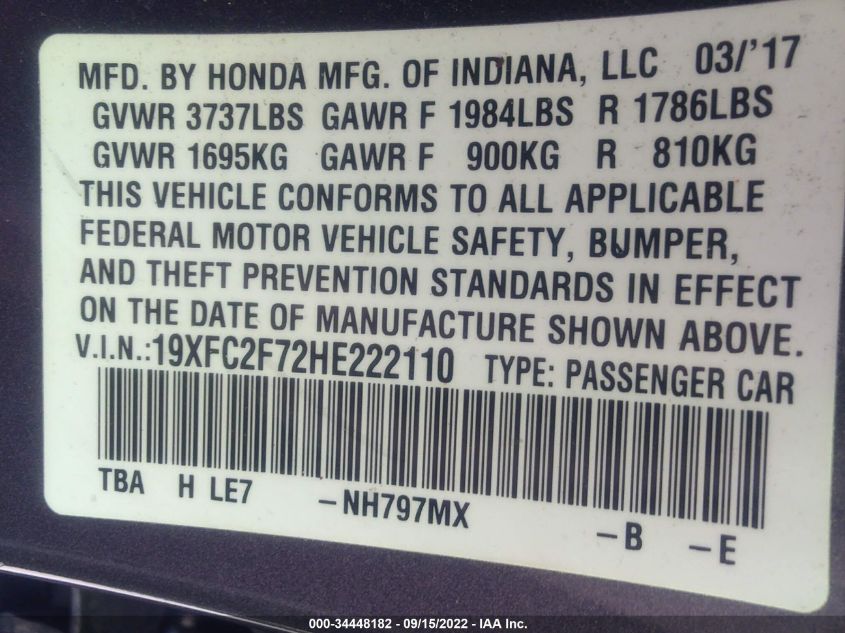 MFD. BY HONDA MFG. OF INDIANA, LLC 03/'17
GVWR 3737LBS GAWR F 1984LBS R 1786LBS
GVWR 1695KG GAWR F 900KG R 810KG
THIS VEHICLE CONFORMS TO ALL APPLICABLE
FEDERAL MOTOR VEHICLE SAFETY, BUMPER,
AND THEFT PREVENTION STANDARDS IN EFFECT
ON THE DATE OF MANUFACTURE SHOWN ABOVE.
V.I.N.:19XFC2F72HE222110 TYPE: PASSENGER CAR
TBA H LE7 -NH797MX -B -E
000-34448182 - 09/15/2022 - IAA Inc.